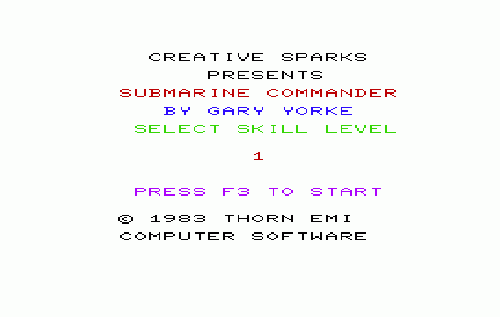 CREATIVE SPARKS
PRESENTS
SUBMARINE COMMANDER
BY GARY YORKE
SELECT SKILL LEVEL
1
PRESS F3 TO START
© 1983 THORN EMI
COMPUTER SOFTWARE